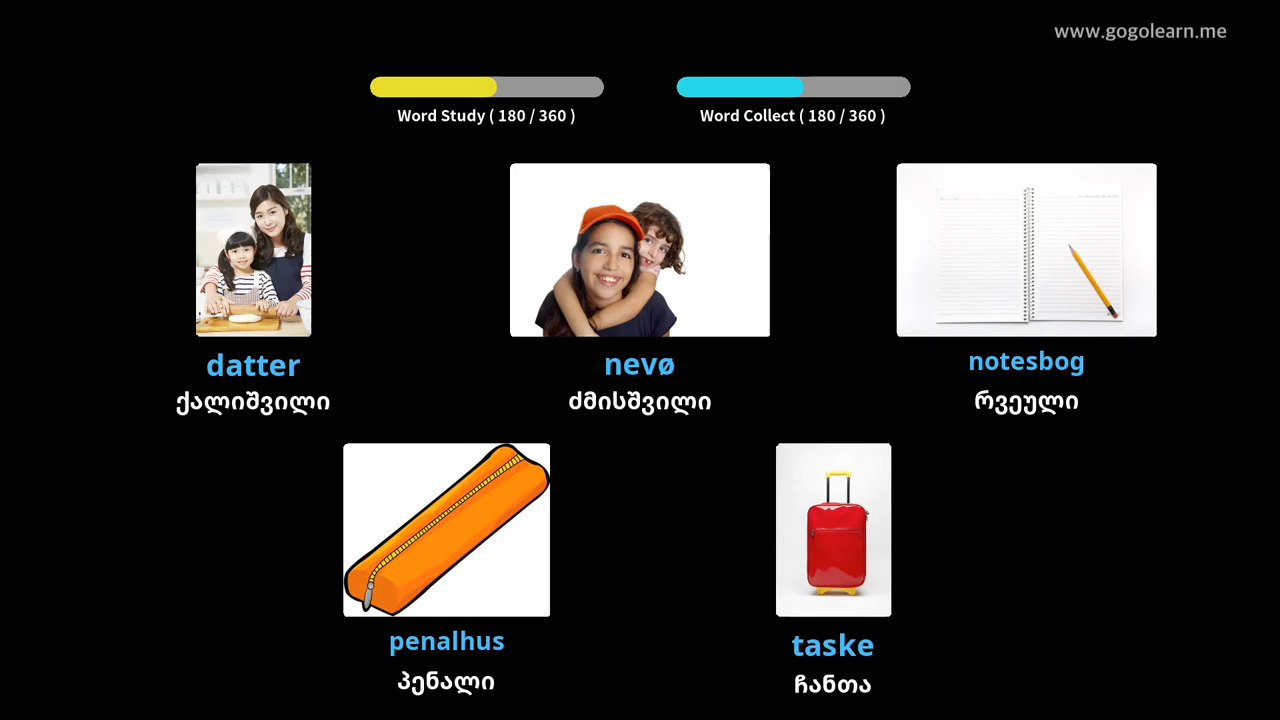 www.gogolearn.me
Word Study ( 180 / 360 )
Word Collect ( 180 / 360 )
datter
ქალიშვილი
nevø
ძმისშვილი
notesbog
რვეული
penalhus
პენალი
taske
ჩანთა